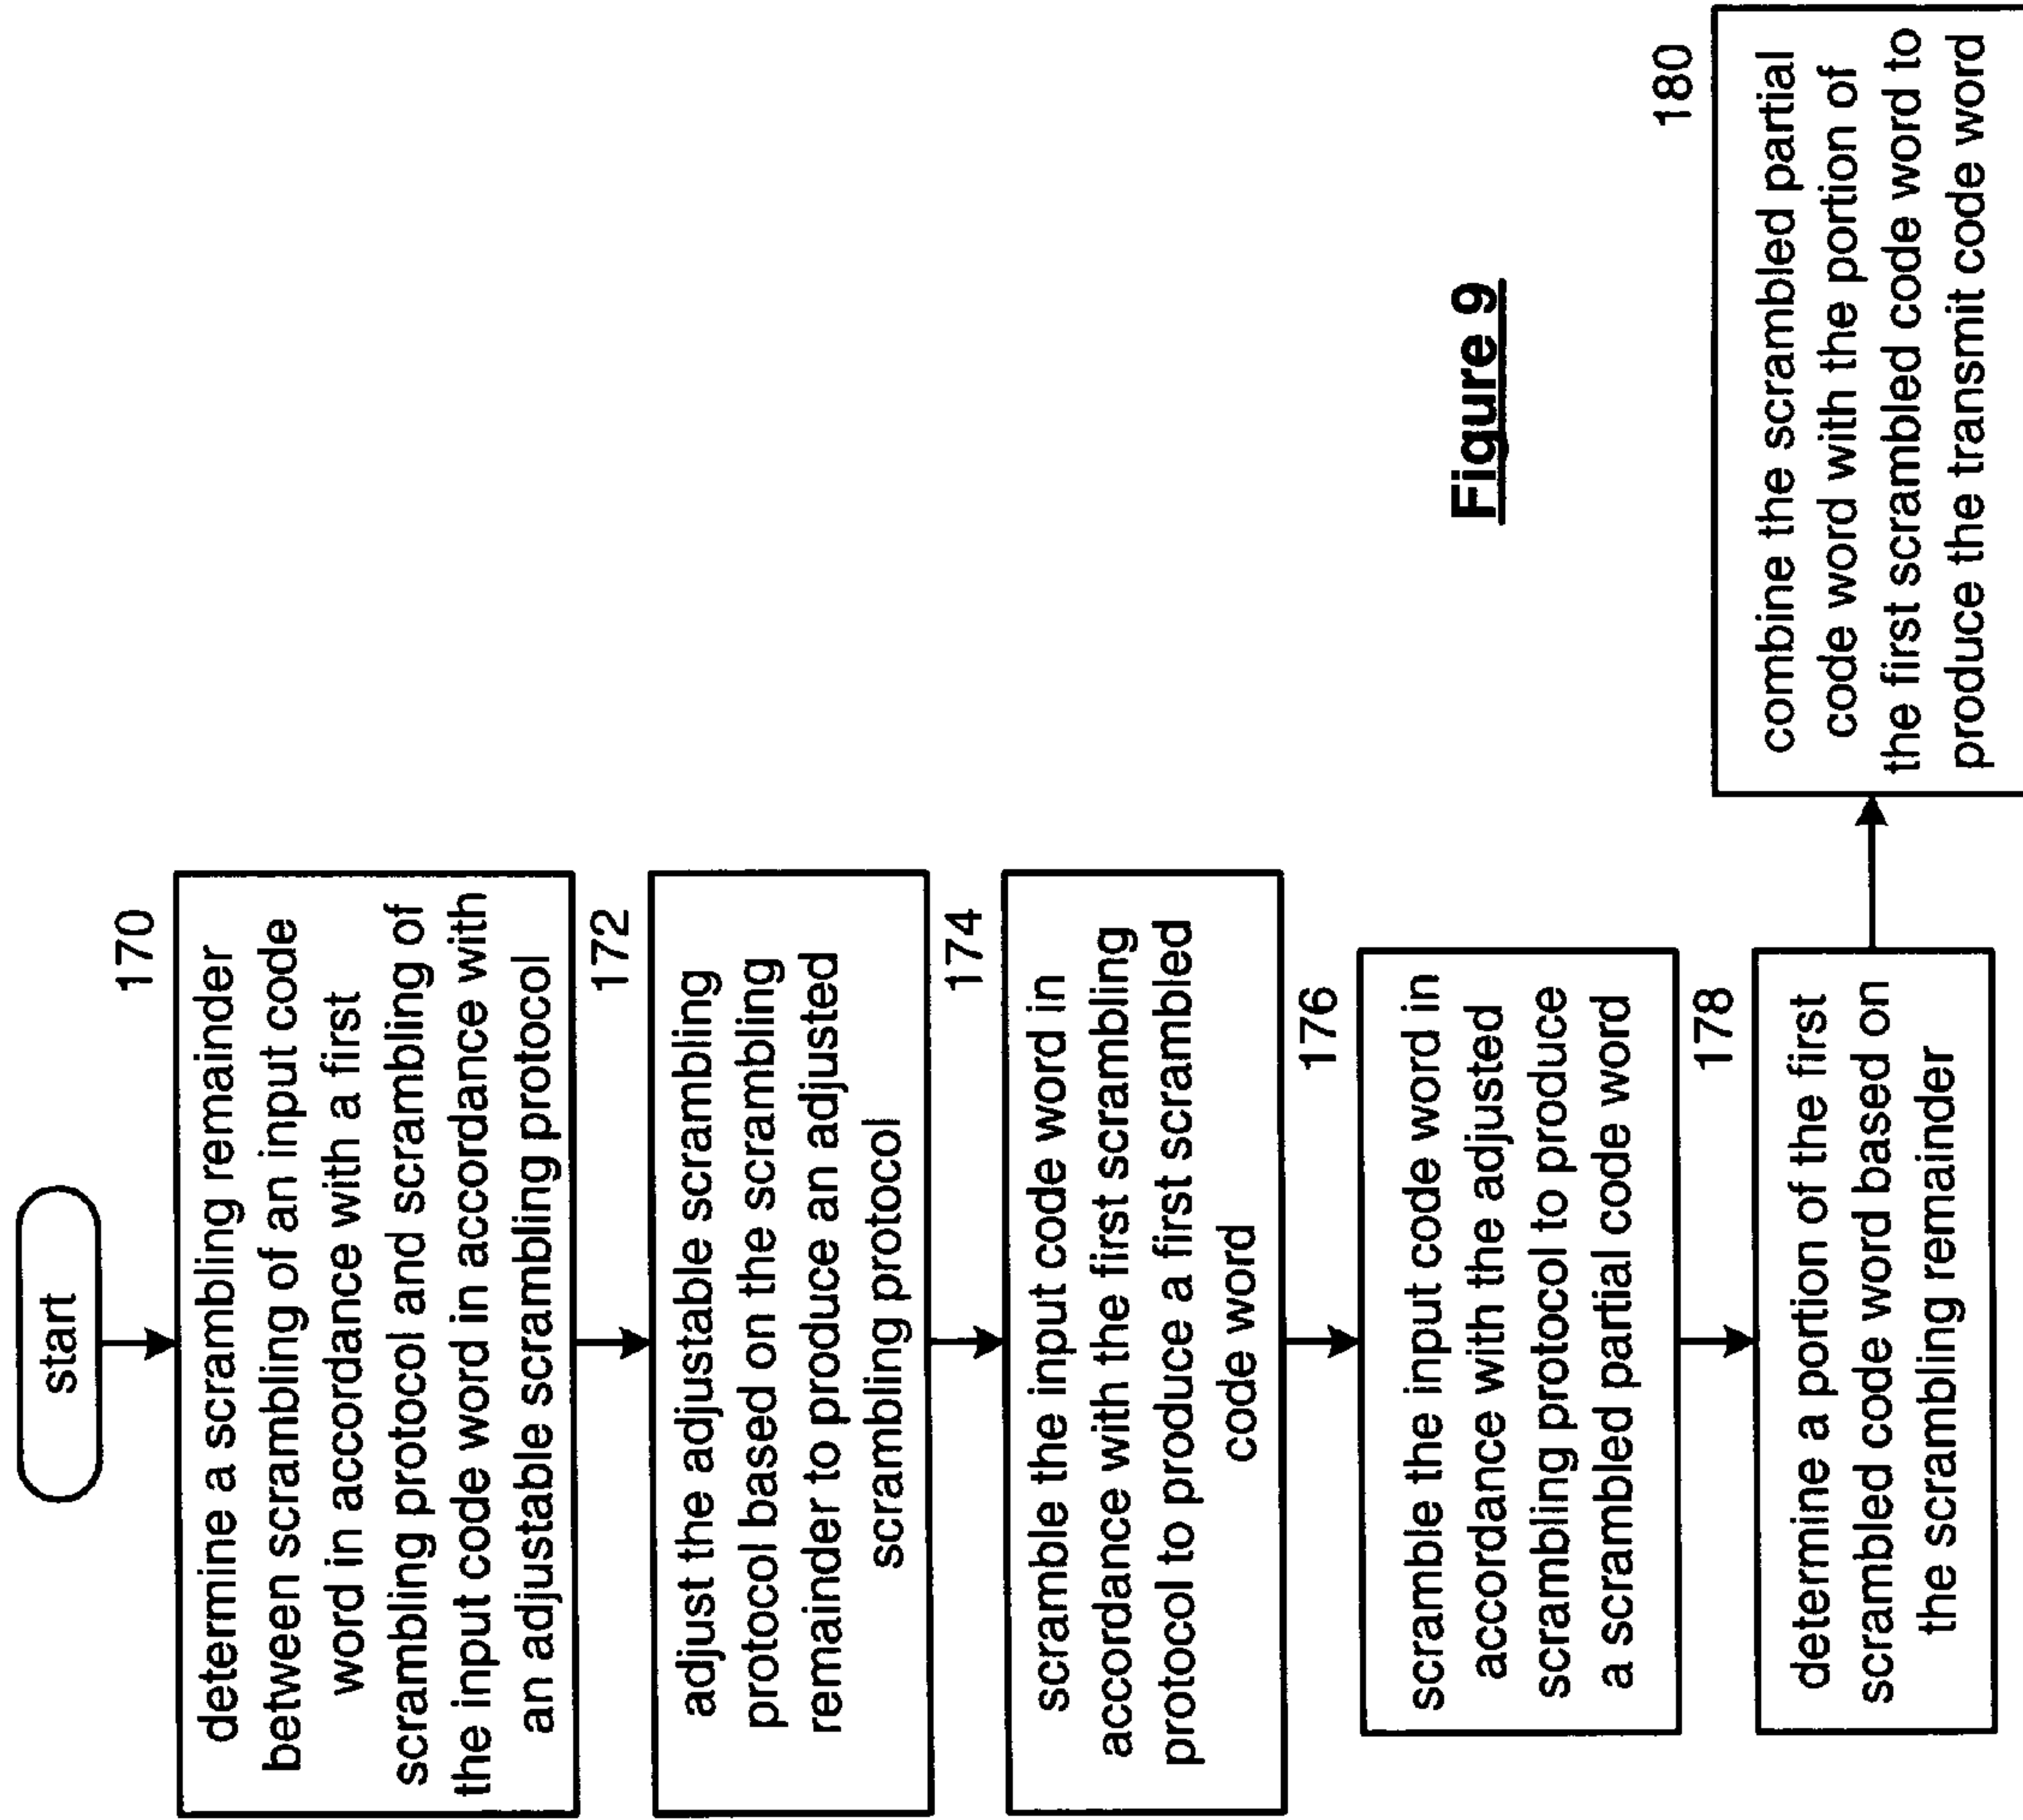 start
170
determine a scrambling remainder
between scrambling of an input code
word in accordance with a first
scrambling protocol and scrambling of
the input code word in accordance with
an adjustable scrambling protocol
172
adjust the adjustable scrambling
protocol based on the scrambling
remainder to produce an adjusted
scrambling protocol
174
scramble the input code word in
accordance with the first scrambling
protocol to produce a first scrambled
code word
176
scramble the input code word in
accordance with the adjusted
scrambling protocol to produce
a scrambled partial code word
178
determine a portion of the first
scrambled code word based on
the scrambling remainder
180
combine the scrambled partial
code word with the portion of
the first scrambled code word to
produce the transmit code word
Figure 9